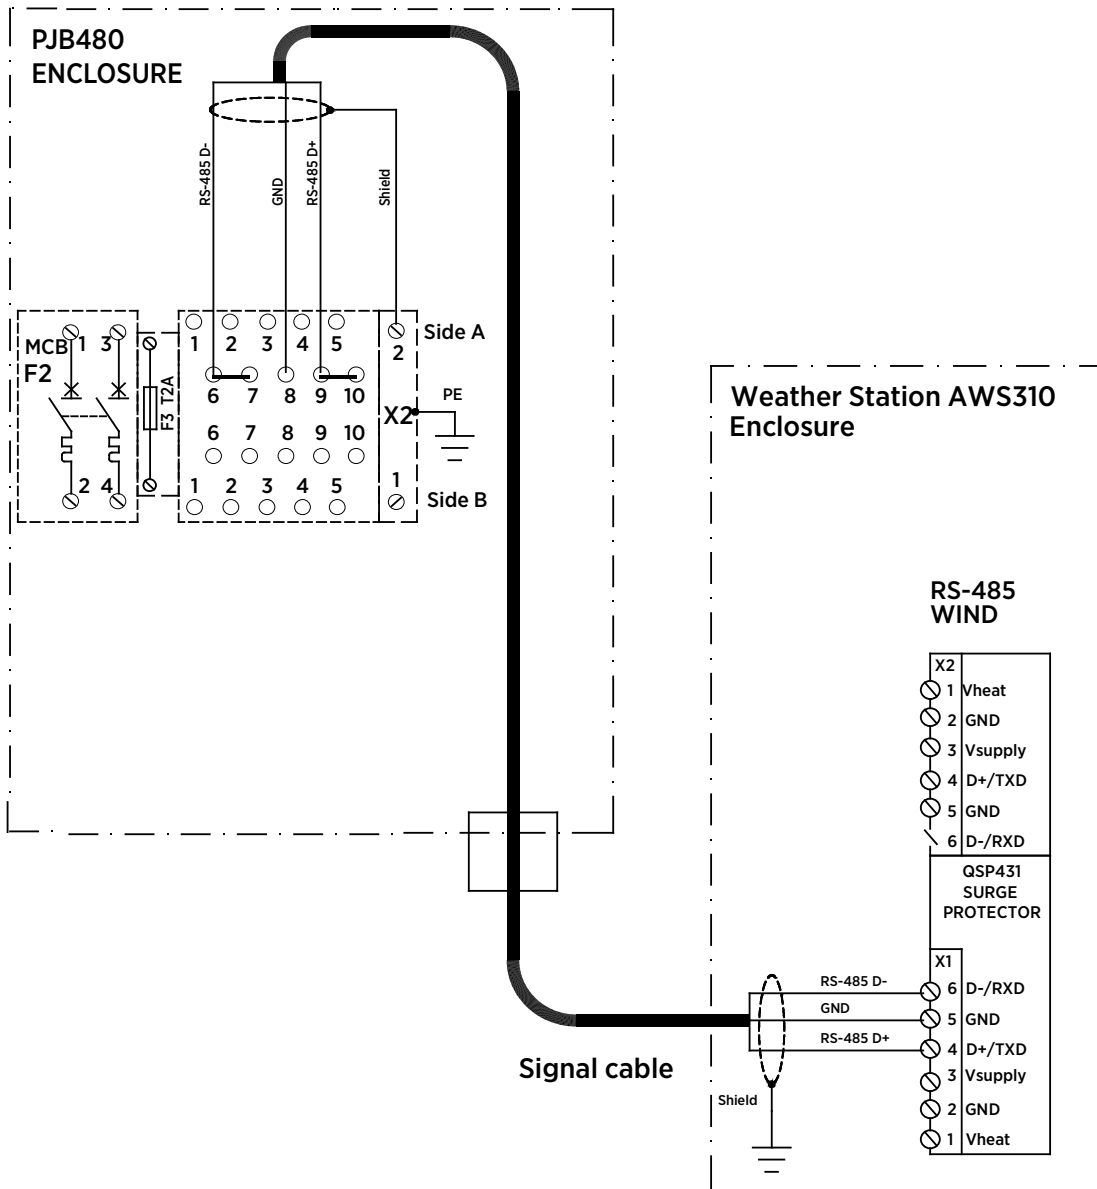 PJB480
ENCLOSURE
RS-485 D-
GND
RS-485 D+
Shield
MCB
F2
1
3
2
4
F3 T2A
1 2 3 4 5
6 7 8 9 10
6 7 8 9 10
1 2 3 4 5
Side A
2
X2
PE
1
Side B
Weather Station AWS310
Enclosure
RS-485
WIND
X2
1 Vheat
2 GND
3 Vsupply
4 D+/TXD
5 GND
6 D-/RXD
QSP431
SURGE
PROTECTOR
X1
RS-485 D-
6 D-/RXD
GND
5 GND
RS-485 D+
4 D+/TXD
3 Vsupply
2 GND
1 Vheat
Signal cable
Shield